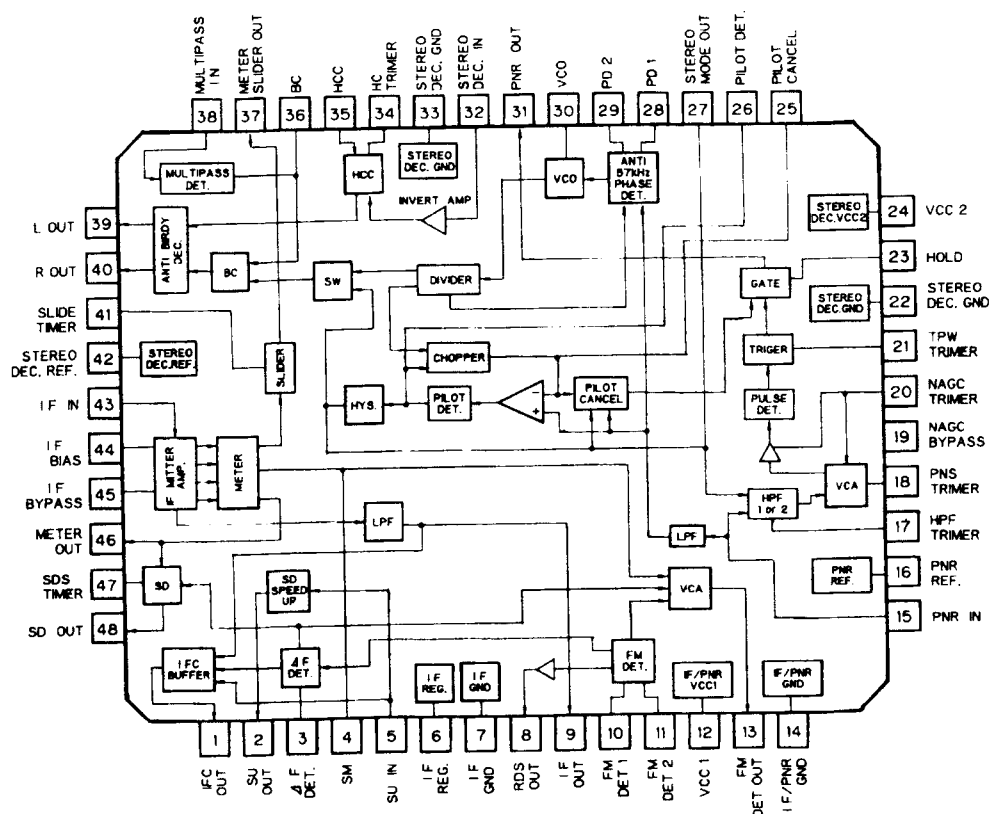 MULTIPASS
IN
METER
SLIDER OUT
BC
HCC
HC
TRIMER
STEREO
DEC. GND
STEREO
DEC. IN
PNR OUT
VCO
PD 2
PD 1
STEREO
MODE OUT
PILOT DET.
PILOT
CANCEL
38
37
36
35
34
33
32
31
30
29
28
27
26
25
MULTIPASS
DET.
HCC
STEREO
DEC. GND
INVERT AMP
VCO
ANTI
57kHz
PHASE
DET.
STEREO
DEC.VCC2
24
VCC 2
L OUT
39
ANTI BIRDY
DEC.
R OUT
40
BC
SW
DIVIDER
GATE
23
HOLD
STEREO
DEC.GND
22
STEREO
DEC. GND
SLIDE
TIMER
41
STEREO
DEC. REF.
42
STEREO
DEC.REF.
SLIDER
CHOPPER
TRIGER
21
TPW
TRIMER
HYS.
PILOT
DET.
-
+
PILOT
CANCEL
PULSE
DET.
20
NAGC
TRIMER
IF IN
43
IF
BIAS
44
IF MITTER
AMP.
METER
19
NAGC
BYPASS
IF
BYPASS
45
LPF
HPF
1 or 2
VCA
18
PNS
TRIMER
METER
OUT
46
LPF
17
HPF
TRIMER
SDS
TIMER
47
SD
SD
SPEED
UP
VCA
PNR
REF.
16
PNR
REF.
SD OUT
48
15
PNR IN
IFC
BUFFER
⊿F
DET.
IF
REG.
IF
GND
FM
DET.
IF/PNR
VCC1
IF/PNR
GND
1
2
3
4
5
6
7
8
9
10
11
12
13
14
IFC
OUT
SU
OUT
⊿F
DET.
SM
SU IN
IF
REG.
IF
GND
RDS
OUT
IF
OUT
FM
DET 1
FM
DET 2
VCC 1
FM
DET OUT
IF/PNR
GND